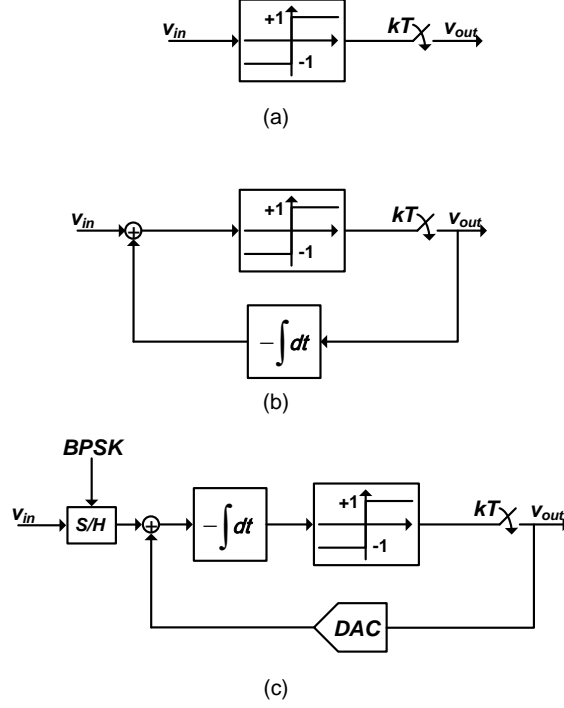 +1
-1
v_in
kT
v_out
(a)
+1
-1
v_in
kT
v_out
−∫dt
(b)
BPSK
v_in
S/H
−∫dt
+1
-1
kT
v_out
DAC
(c)